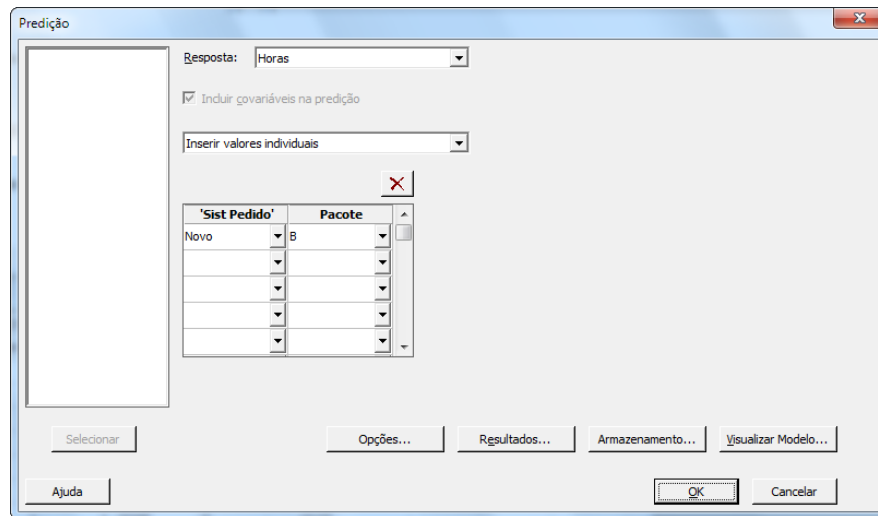 Predição
Resposta: Horas
Incluir covariáveis na predição
Inserir valores individuais
'Sist Pedido' Pacote
Novo B
Selecionar Opções... Resultados... Armazenamento... Visualizar Modelo...
Ajuda OK Cancelar